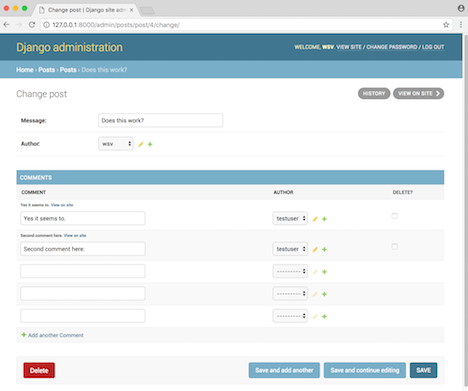 Change post | Django site adm
127.0.0.1:8000/admin/posts/post/4/change/
Django administration
WELCOME, WSV. VIEW SITE / CHANGE PASSWORD / LOG OUT
Home › Posts › Posts › Does this work?
Change post
HISTORY
VIEW ON SITE
Message:
Does this work?
Author:
wsv
COMMENTS
COMMENT AUTHOR DELETE?
Yes it seems to. View on site
Yes it seems to.
testuser
Second comment here. View on site
Second comment here.
testuser
---------
---------
---------
Add another Comment
Delete
Save and add another
Save and continue editing
SAVE